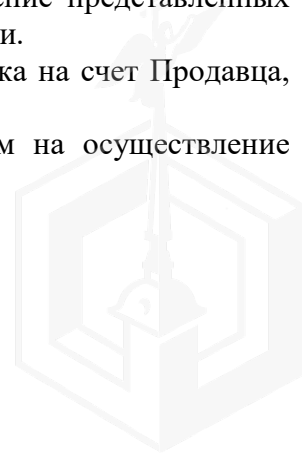 ение представленных
и.
ка на счет Продавца,
м на осуществление